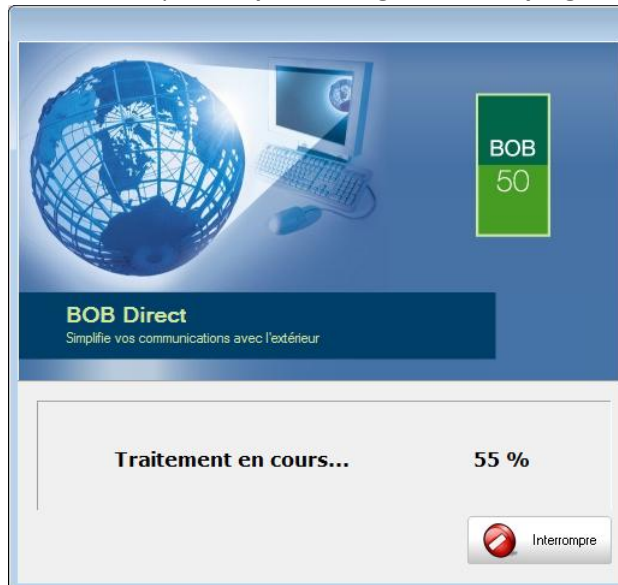 BOB
50
BOB Direct
Simplifie vos communications avec l'extérieur
Traitement en cours... 55 %
Interrompre